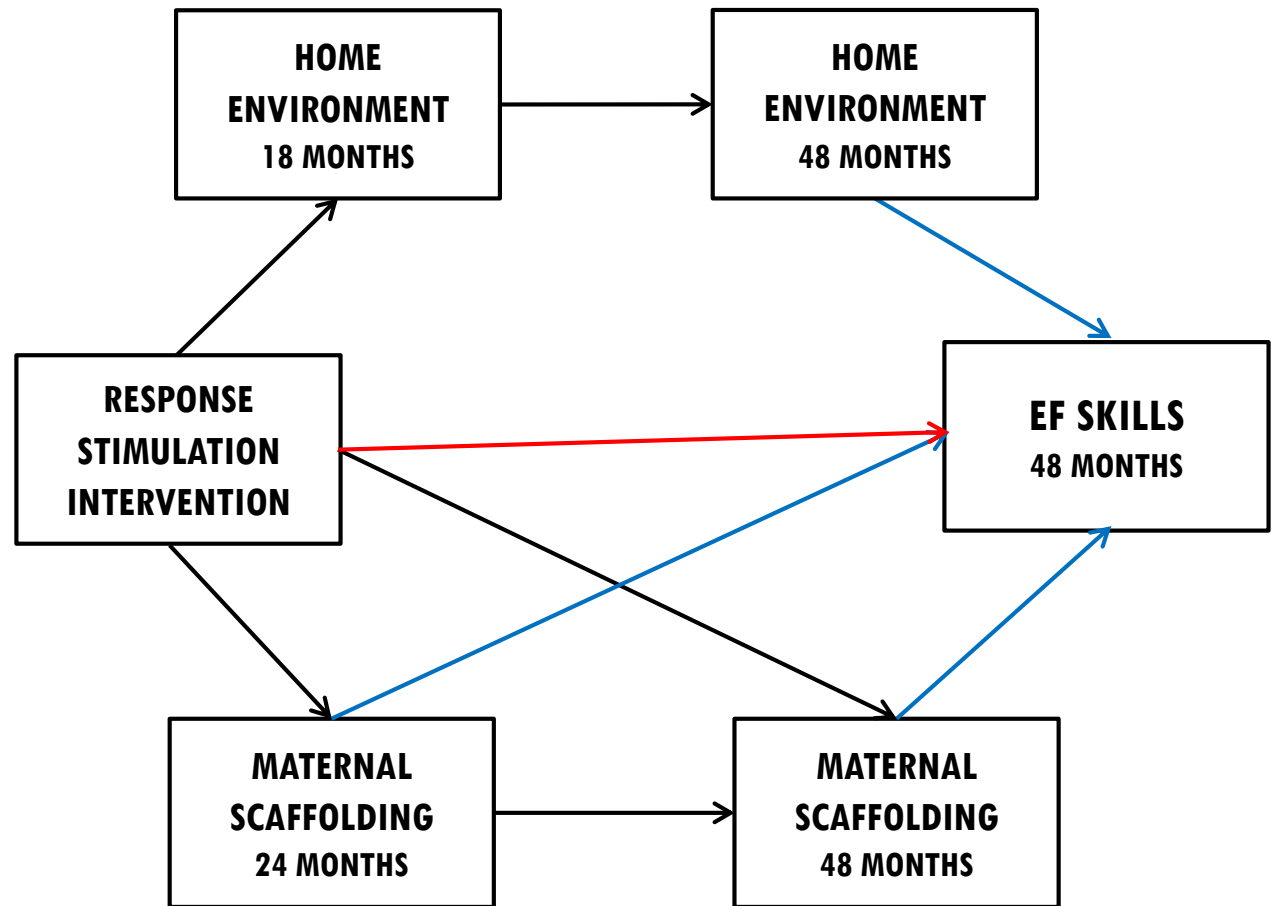 HOME
ENVIRONMENT
18 MONTHS
HOME
ENVIRONMENT
48 MONTHS
RESPONSE
STIMULATION
INTERVENTION
EF SKILLS
48 MONTHS
MATERNAL
SCAFFOLDING
24 MONTHS
MATERNAL
SCAFFOLDING
48 MONTHS